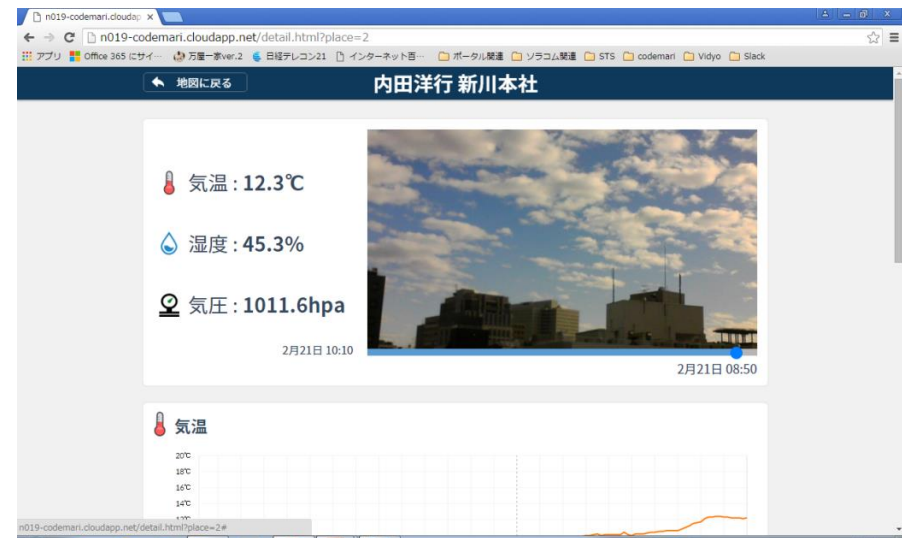 n019-codemari.cloudap
n019-codemari.cloudapp.net/detail.html?place=2
アプリ Office 365 にサイ… 万屋一家ver.2 日経テレコン21 インターネット百… ポータル関連 ソラコム関連 STS codemari Vidyo Slack
地図に戻る
内田洋行 新川本社
気温 : 12.3℃
湿度 : 45.3%
気圧 : 1011.6hpa
2月21日 10:10
2月21日 08:50
気温
20℃
18℃
16℃
14℃
n019-codemari.cloudapp.net/detail.html?place=2#